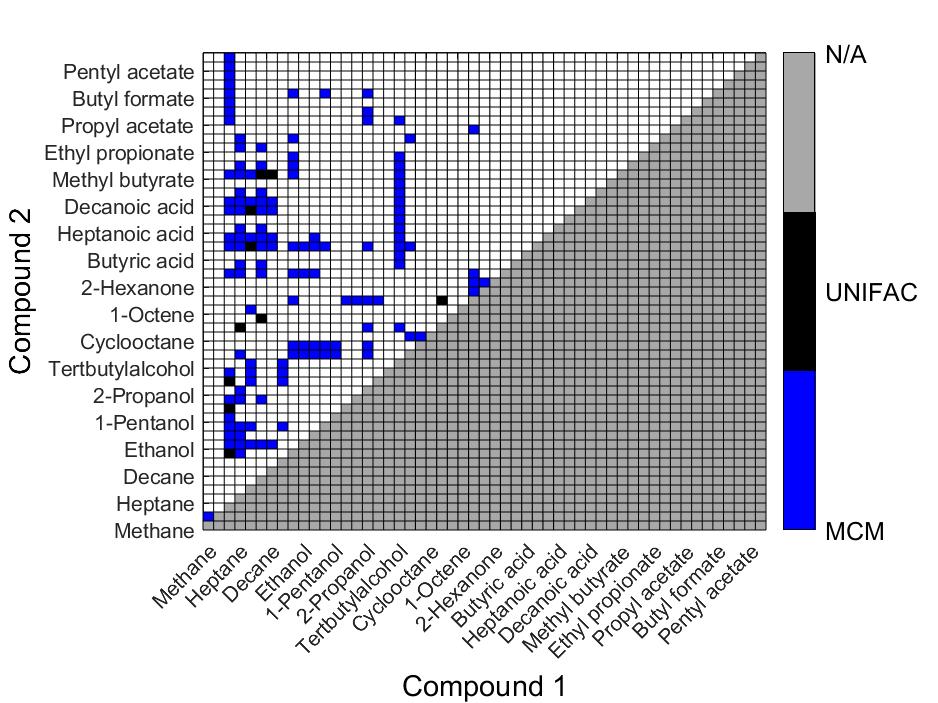 Compound 2
Pentyl acetate
Butyl formate
Propyl acetate
Ethyl propionate
Methyl butyrate
Decanoic acid
Heptanoic acid
Butyric acid
2-Hexanone
1-Octene
Cyclooctane
Tertbutylalcohol
2-Propanol
1-Pentanol
Ethanol
Decane
Heptane
Methane
Methane
Heptane
Decane
Ethanol
1-Pentanol
2-Propanol
Tertbutylalcohol
Cyclooctane
1-Octene
2-Hexanone
Butyric acid
Heptanoic acid
Decanoic acid
Methyl butyrate
Ethyl propionate
Propyl acetate
Butyl formate
Pentyl acetate
Compound 1
N/A
UNIFAC
MCM